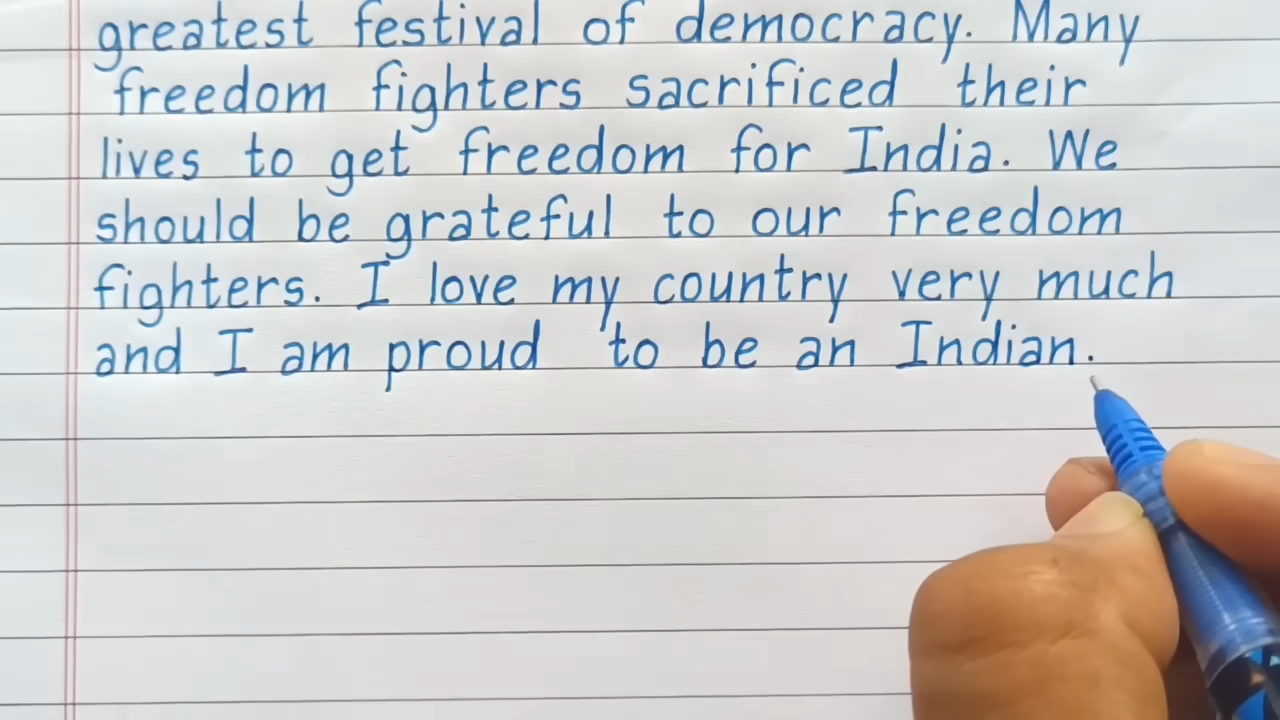 greatest festival of democracy. Many
freedom fighters sacrificed their
lives to get freedom for India. We
should be grateful to our freedom
fighters. I love my country very much
and I am proud to be an Indian.